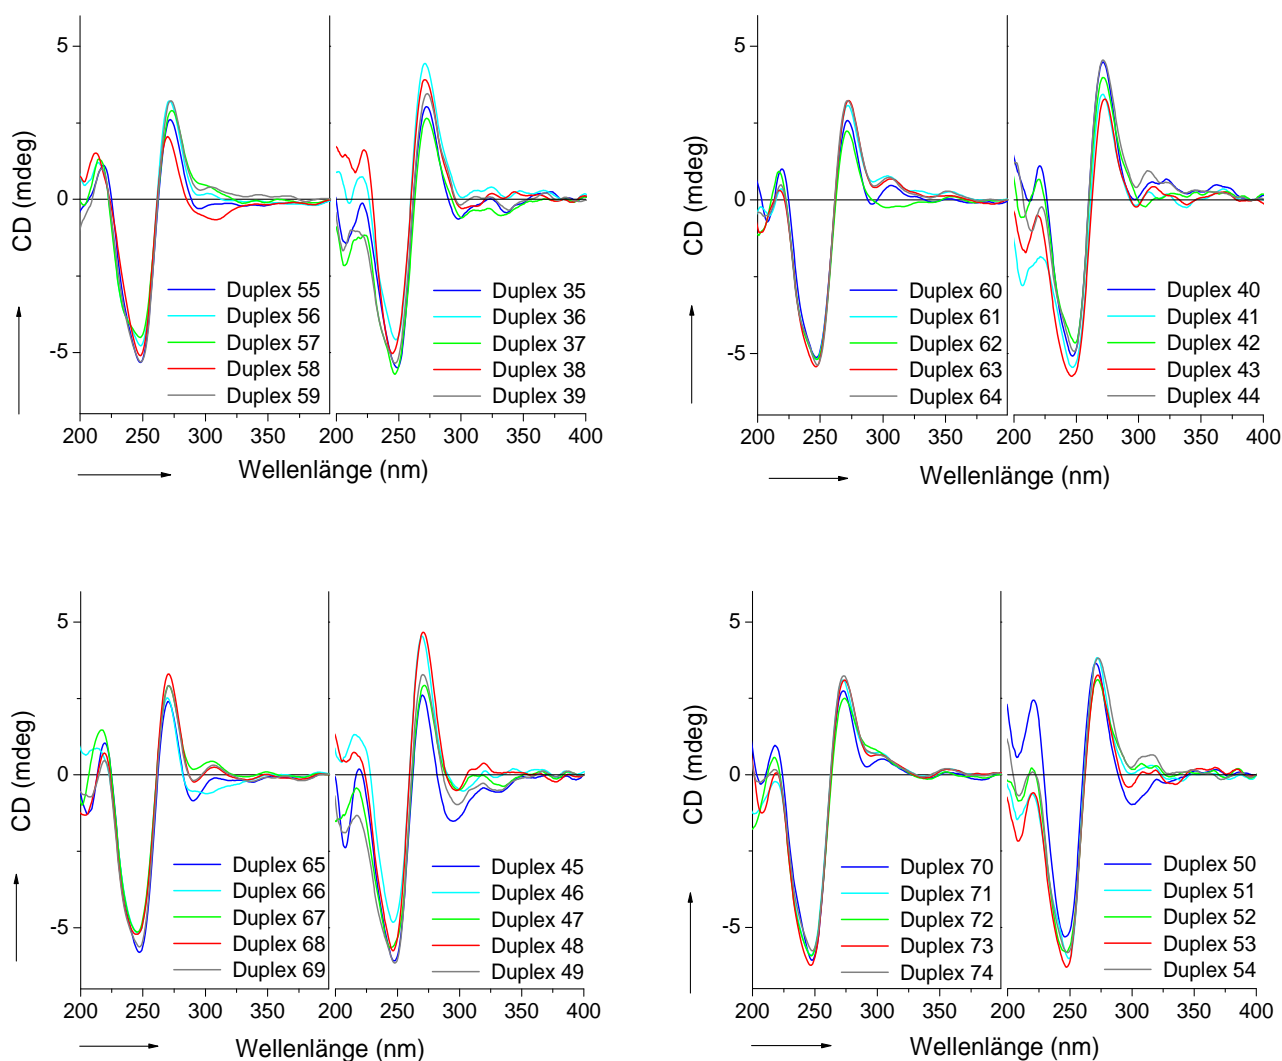 5
0
-5
CD (mdeg)
Duplex 55
Duplex 56
Duplex 57
Duplex 58
Duplex 59
Duplex 35
Duplex 36
Duplex 37
Duplex 38
Duplex 39
200 250 300 350 200 250 300 350 400
Wellenlänge (nm)
5
0
-5
CD (mdeg)
Duplex 60
Duplex 61
Duplex 62
Duplex 63
Duplex 64
Duplex 40
Duplex 41
Duplex 42
Duplex 43
Duplex 44
200 250 300 350 200 250 300 350 400
Wellenlänge (nm)
5
0
-5
CD (mdeg)
Duplex 65
Duplex 66
Duplex 67
Duplex 68
Duplex 69
Duplex 45
Duplex 46
Duplex 47
Duplex 48
Duplex 49
200 250 300 350 200 250 300 350 400
Wellenlänge (nm)
5
0
-5
CD (mdeg)
Duplex 70
Duplex 71
Duplex 72
Duplex 73
Duplex 74
Duplex 50
Duplex 51
Duplex 52
Duplex 53
Duplex 54
200 250 300 350 200 250 300 350 400
Wellenlänge (nm)